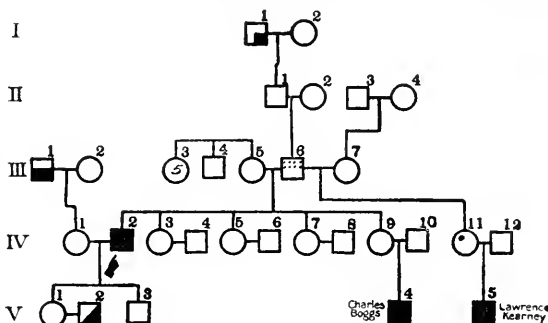 I 1 2
II 1 2 3 4
III 1 2 3 5 4 5 6 7
IV 1 2 3 4 5 6 7 8 9 10 11 12
V 1 2 3 Charles Boggs 4 5 Lawrence Kearney